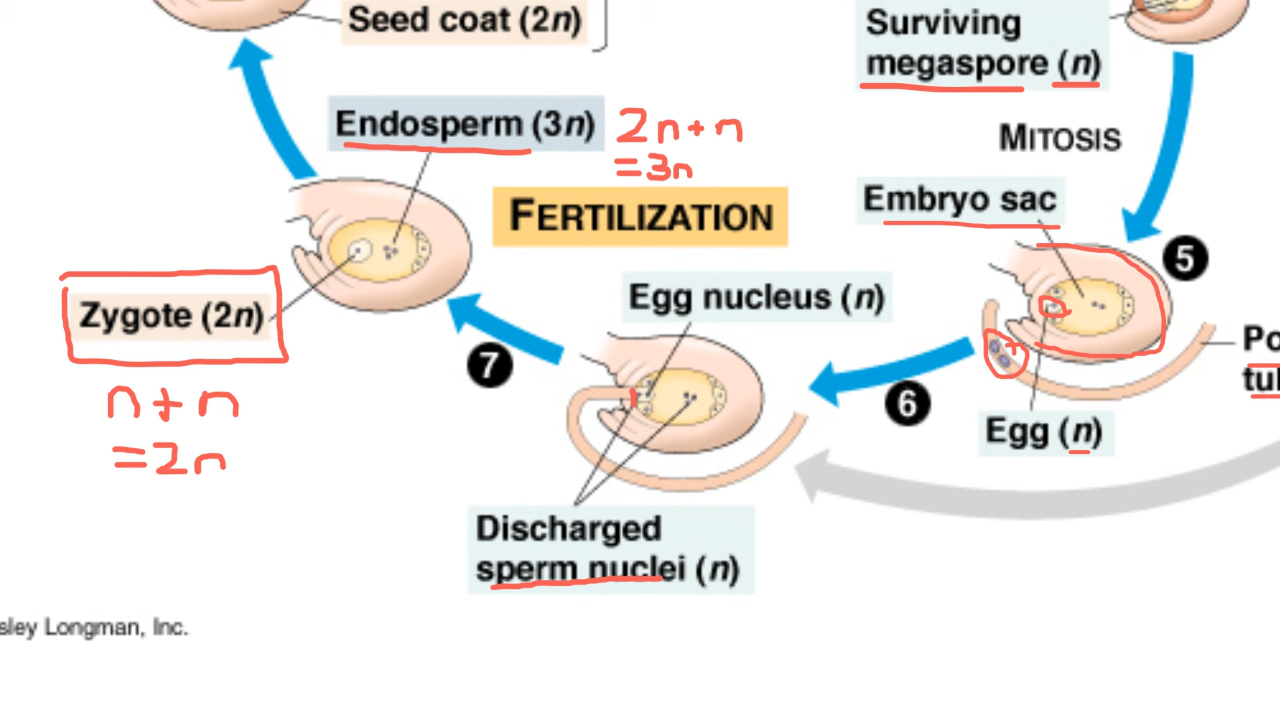 Seed coat (2n)
Surviving
megaspore (n)
Endosperm (3n)
2n+n
=3n
MITOSIS
Embryo sac
FERTILIZATION
5
Egg nucleus (n)
Zygote (2n)
n+n
=2n
7
6
Egg (n)
Discharged
sperm nuclei (n)
Longman, Inc.